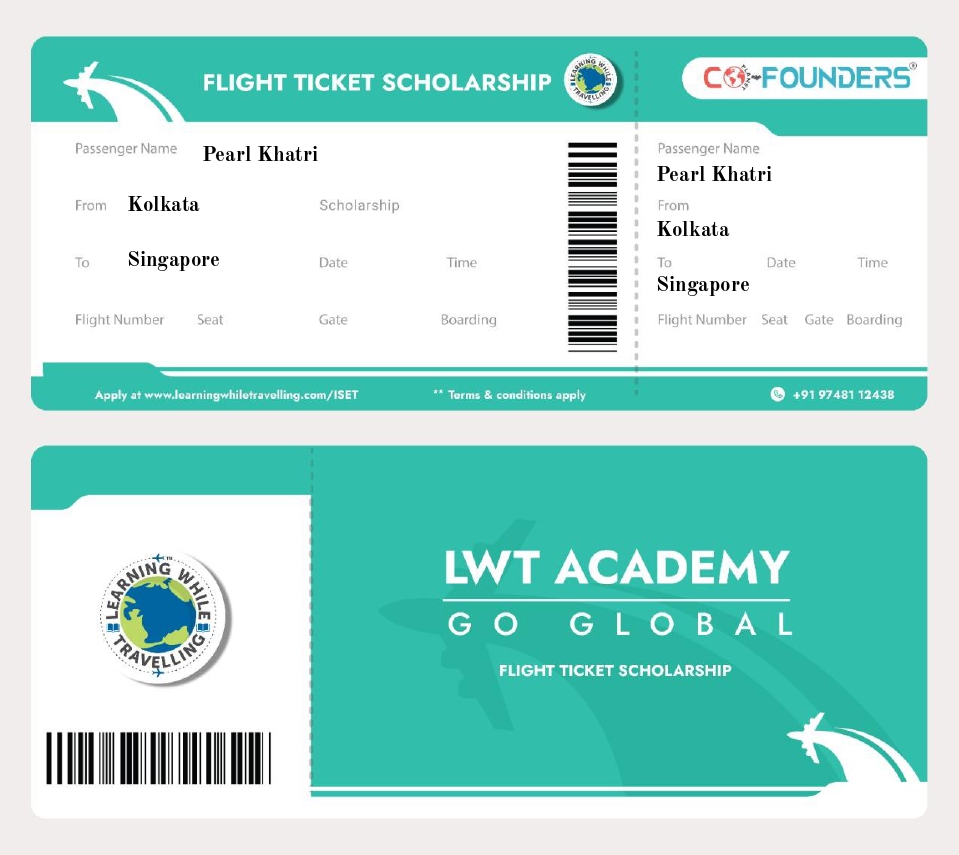 FLIGHT TICKET SCHOLARSHIP
LEARNING WHILE TRAVELLING
CO PLANET FOUNDERS®
Passenger Name Pearl Khatri
From Kolkata Scholarship
To Singapore Date Time
Flight Number Seat Gate Boarding
Passenger Name
Pearl Khatri
From
Kolkata
To Date Time
Singapore
Flight Number Seat Gate Boarding
Apply at www.learningwhiletravelling.com/ISET ** Terms & conditions apply +91 97481 12438
LEARNING WHILE TRAVELLING
LWT ACADEMY
GO GLOBAL
FLIGHT TICKET SCHOLARSHIP